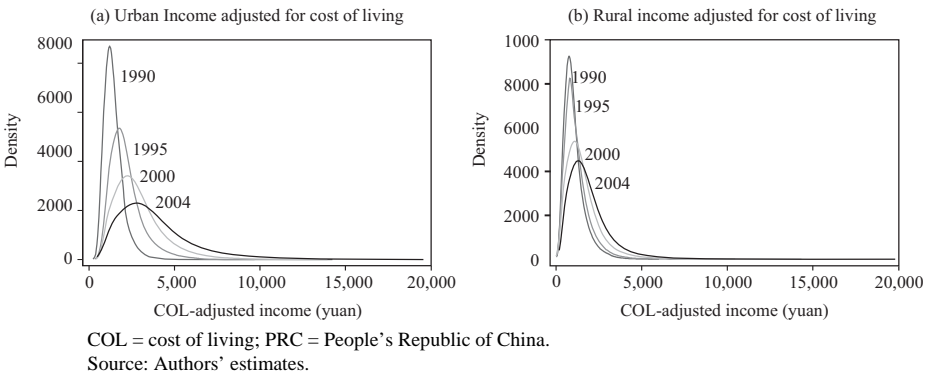 (a) Urban Income adjusted for cost of living
8000
6000
4000
2000
0
Density
1990
1995
2000
2004
0 5,000 10,000 15,000 20,000
COL-adjusted income (yuan)
(b) Rural income adjusted for cost of living
1000
8000
6000
4000
2000
0
Density
1990
1995
2000
2004
0 5,000 10,000 15,000 20,000
COL-adjusted income (yuan)
COL = cost of living; PRC = People’s Republic of China.
Source: Authors’ estimates.